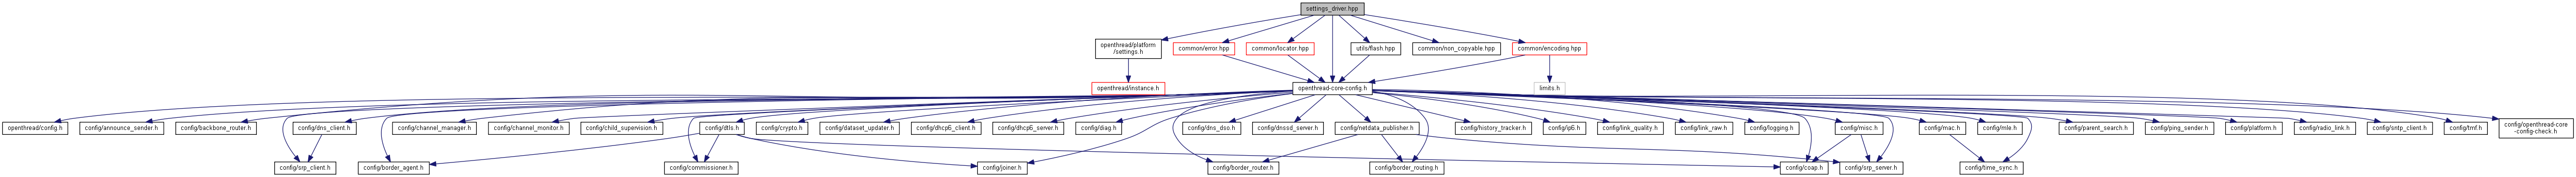 settings_driver.hpp
openthread/platform
/settings.h
common/error.hpp
common/locator.hpp
utils/flash.hpp
common/non_copyable.hpp
common/encoding.hpp
openthread/instance.h
openthread-core-config.h
limits.h
openthread/config.h
config/announce_sender.h
config/backbone_router.h
config/dns_client.h
config/channel_manager.h
config/channel_monitor.h
config/child_supervision.h
config/dtls.h
config/crypto.h
config/dataset_updater.h
config/dhcp6_client.h
config/dhcp6_server.h
config/diag.h
config/dns_dso.h
config/dnssd_server.h
config/netdata_publisher.h
config/history_tracker.h
config/ip6.h
config/link_quality.h
config/link_raw.h
config/logging.h
config/misc.h
config/mac.h
config/mle.h
config/parent_search.h
config/ping_sender.h
config/platform.h
config/radio_link.h
config/sntp_client.h
config/tmf.h
config/openthread-core
-config-check.h
config/srp_client.h
config/border_agent.h
config/commissioner.h
config/joiner.h
config/border_router.h
config/border_routing.h
config/coap.h
config/srp_server.h
config/time_sync.h